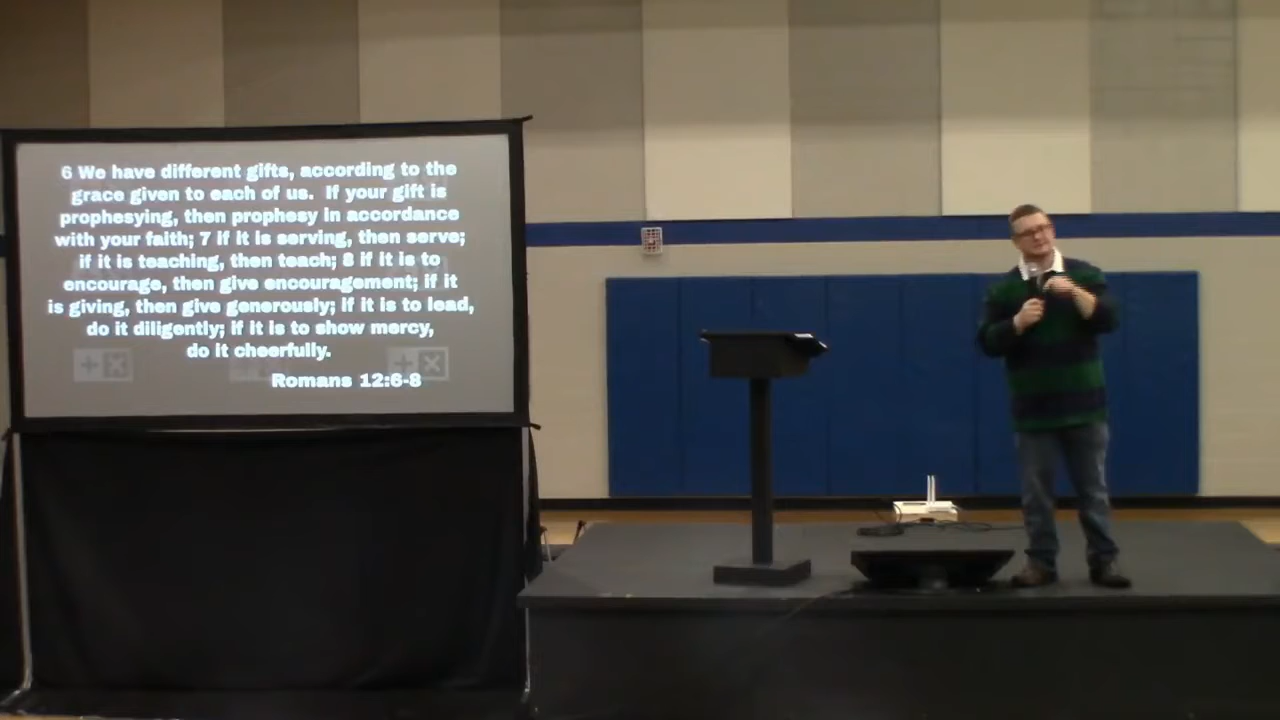 6 We have different gifts, according to the
grace given to each of us. If your gift is
prophesying, then prophesy in accordance
with your faith; 7 if it is serving, then serve;
if it is teaching, then teach; 8 if it is to
encourage, then give encouragement; if it
is giving, then give generously; if it is to lead,
do it diligently; if it is to show mercy,
do it cheerfully.
Romans 12:6-8